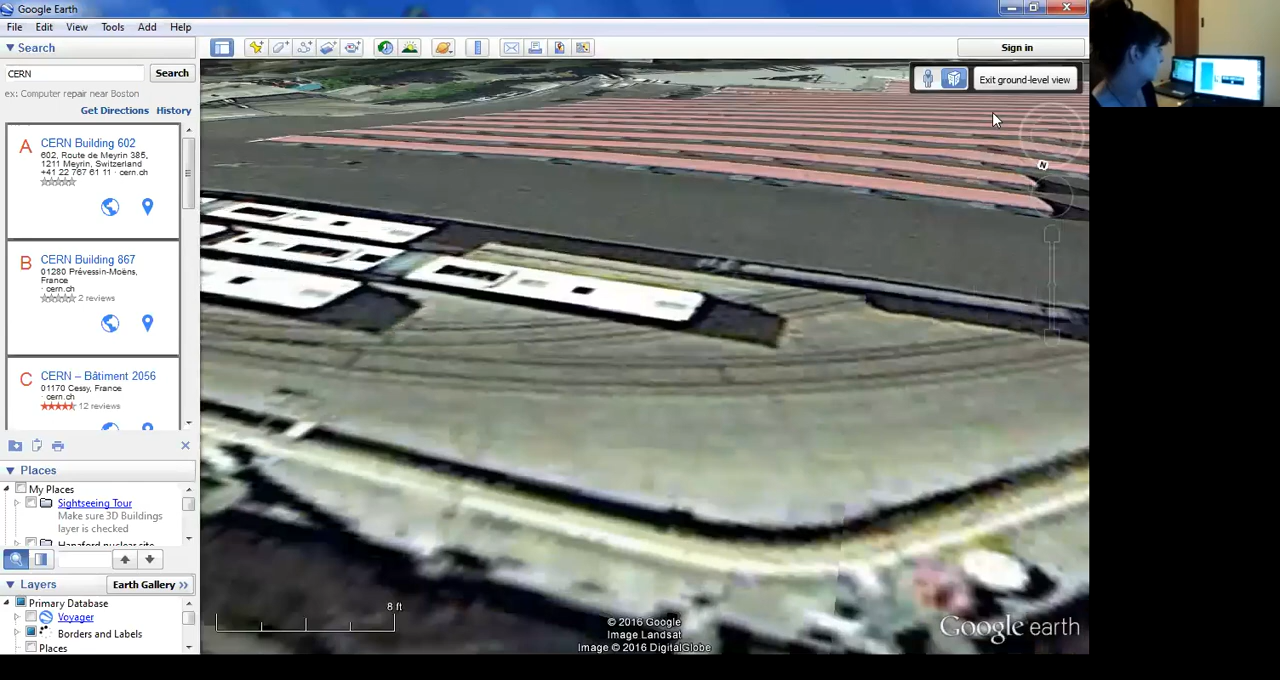 Google Earth
File Edit View Tools Add Help
Search
Sign in
CERN Search
ex: Computer repair near Boston
Exit ground-level view
Get Directions History
A CERN Building 602
602, Route de Meyrin 385,
1211 Meyrin, Switzerland
+41 22 767 61 11 · cern.ch
N
B CERN Building 867
01280 Prévessin-Moëns,
France
· cern.ch
2 reviews
C CERN – Bâtiment 2056
01170 Cessy, France
· cern.ch
12 reviews
Places
My Places
Sightseeing Tour
Make sure 3D Buildings
layer is checked
Hanaford nuclear site
Layers Earth Gallery »
Primary Database
Voyager
Borders and Labels
Places
8 ft
© 2016 Google
Image Landsat
Image © 2016 DigitalGlobe
Google earth